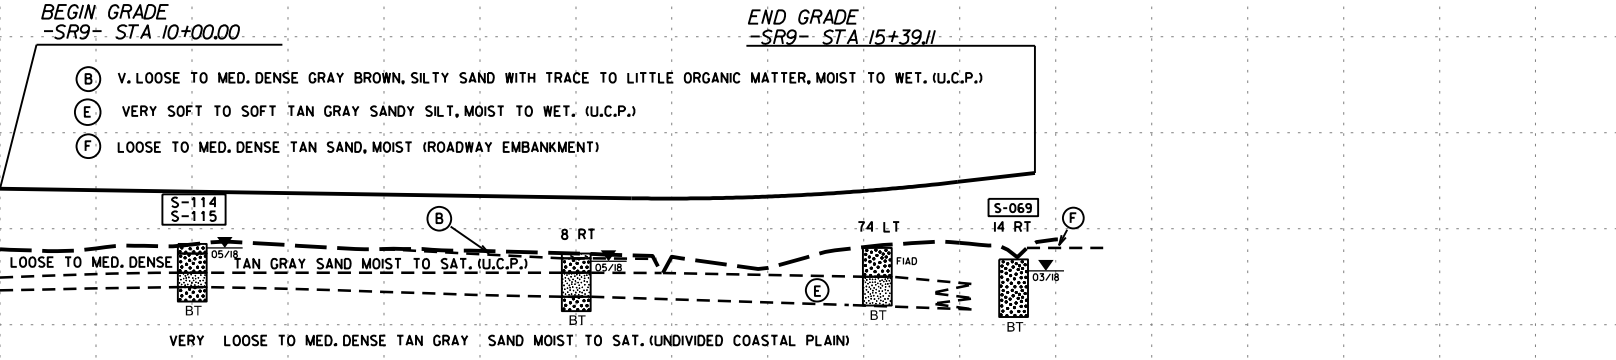 BEGIN GRADE
-SR9- STA 10+00.00
END GRADE
-SR9- STA 15+39.11
B V. LOOSE TO MED. DENSE GRAY BROWN, SILTY SAND WITH TRACE TO LITTLE ORGANIC MATTER, MOIST TO WET. (U.C.P.)
E VERY SOFT TO SOFT TAN GRAY SANDY SILT, MOIST TO WET. (U.C.P.)
F LOOSE TO MED. DENSE TAN SAND, MOIST (ROADWAY EMBANKMENT)
S-114
S-115
B
8 RT
74 LT
S-069
14 RT
F
LOOSE TO MED. DENSE TAN GRAY SAND MOIST TO SAT. (U.C.P.)
05/18
05/18
FIAD
03/18
E
BT
BT
BT
BT
VERY LOOSE TO MED. DENSE TAN GRAY SAND MOIST TO SAT. (UNDIVIDED COASTAL PLAIN)